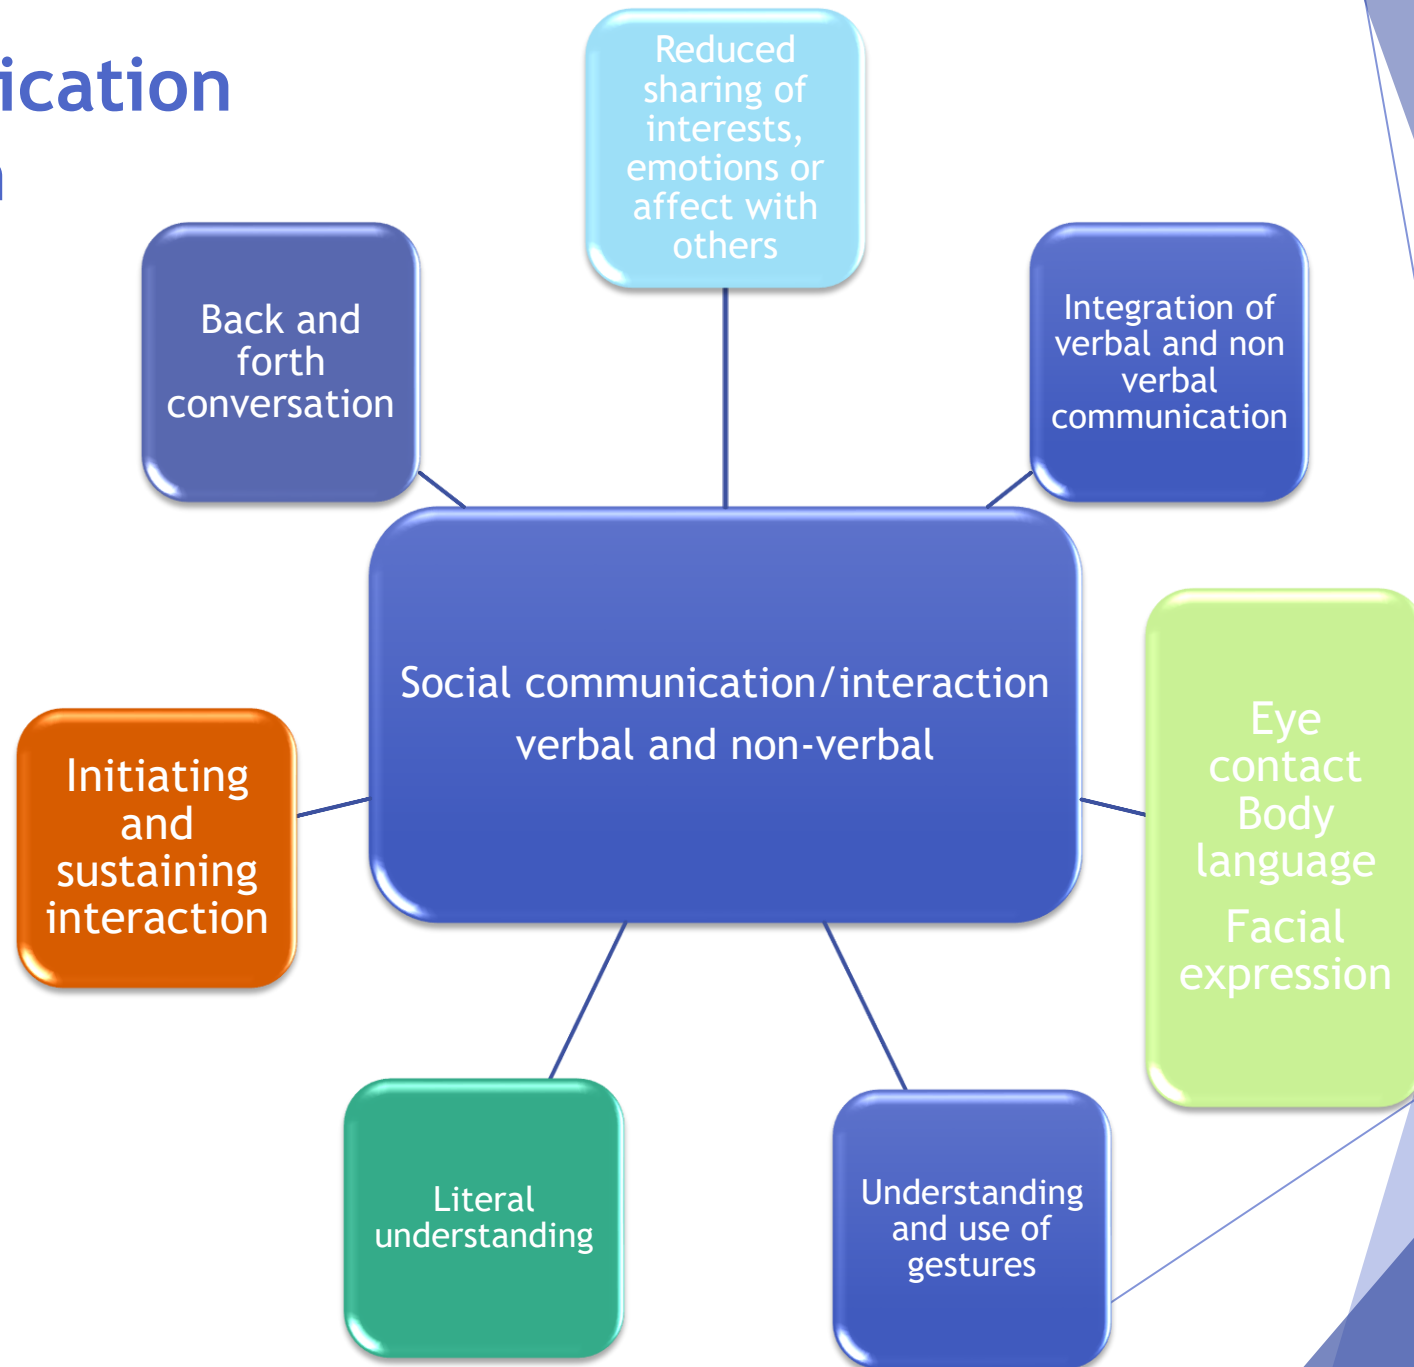 ication
n
Reduced
sharing of
interests,
emotions or
affect with
others
Back and
forth
conversation
Integration of
verbal and non
verbal
communication
Social communication/interaction
verbal and non-verbal
Eye
contact
Body
language
Facial
expression
Initiating
and
sustaining
interaction
Literal
understanding
Understanding
and use of
gestures